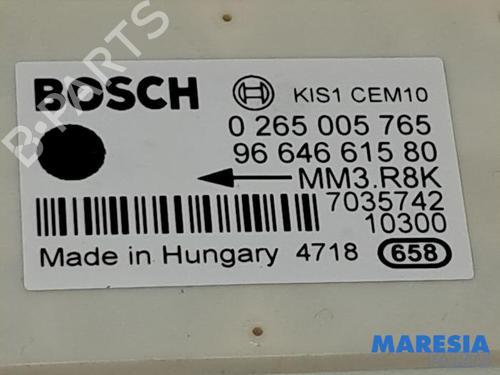 B-PARTS
BOSCH KIS1 CEM10
0 265 005 765
96 646 615 80
MM3.R8K
7035742
10300
Made in Hungary 4718 658
MARESIA